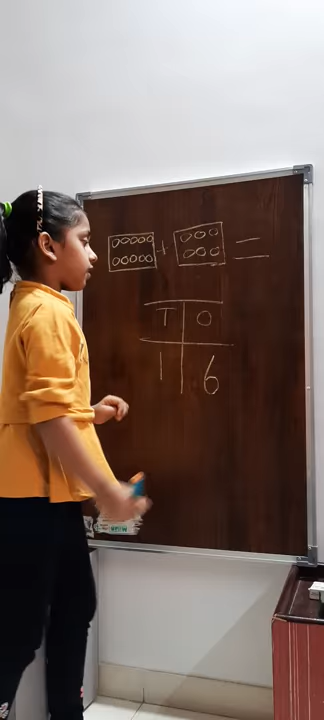 + =
T O
1 6